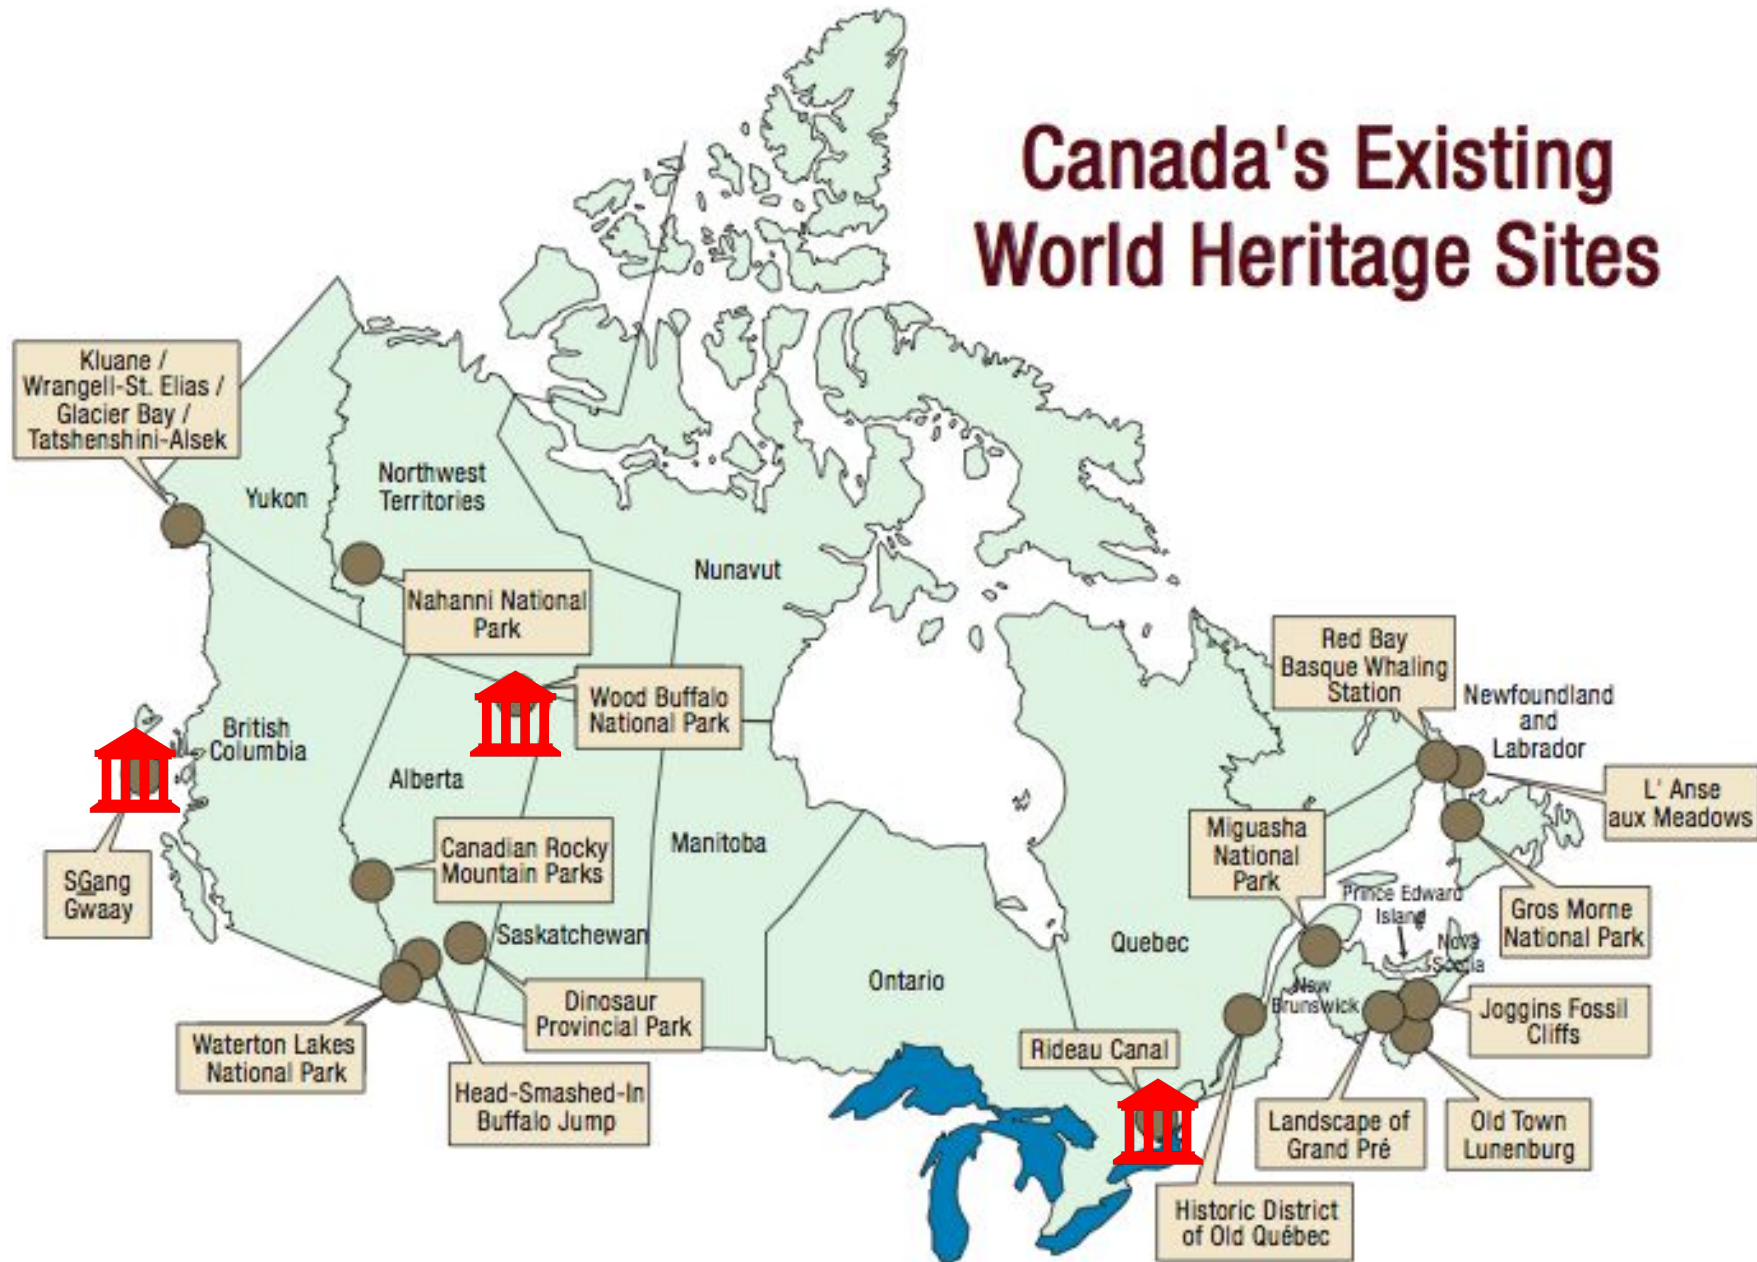 Canada's Existing
World Heritage Sites
Kluane /
Wrangell-St. Elias /
Glacier Bay /
Tatshenshini-Alsek
Yukon
Northwest
Territories
Nunavut
Nahanni National
Park
Wood Buffalo
National Park
British
Columbia
Alberta
SGang
Gwaay
Canadian Rocky
Mountain Parks
Manitoba
Saskatchewan
Dinosaur
Provincial Park
Waterton Lakes
National Park
Head-Smashed-In
Buffalo Jump
Ontario
Quebec
Rideau Canal
Red Bay
Basque Whaling
Station
Newfoundland
and
Labrador
L' Anse
aux Meadows
Miguasha
National
Park
Prince Edward
Island
Gros Morne
National Park
Nova
Scotia
New
Brunswick
Joggins Fossil
Cliffs
Landscape of
Grand Pré
Old Town
Lunenburg
Historic District
of Old Québec